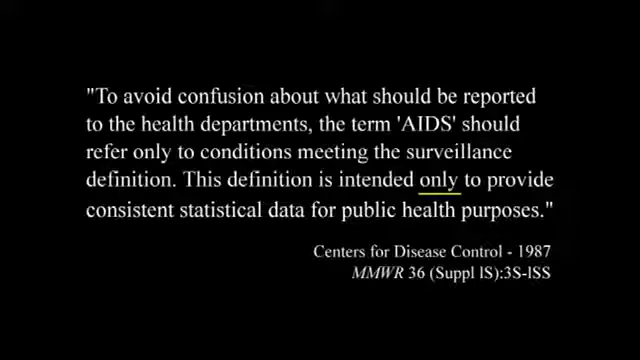 "To avoid confusion about what should be reported
to the health departments, the term 'AIDS' should
refer only to conditions meeting the surveillance
definition. This definition is intended only to provide
consistent statistical data for public health purposes."
Centers for Disease Control - 1987
MMWR 36 (Suppl lS):3S-lSS